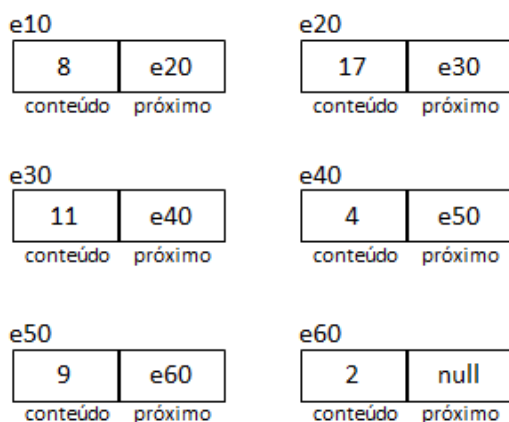 e10 e20
8 e20 17 e30
conteúdo próximo conteúdo próximo
e30 e40
11 e40 4 e50
conteúdo próximo conteúdo próximo
e50 e60
9 e60 2 null
conteúdo próximo conteúdo próximo